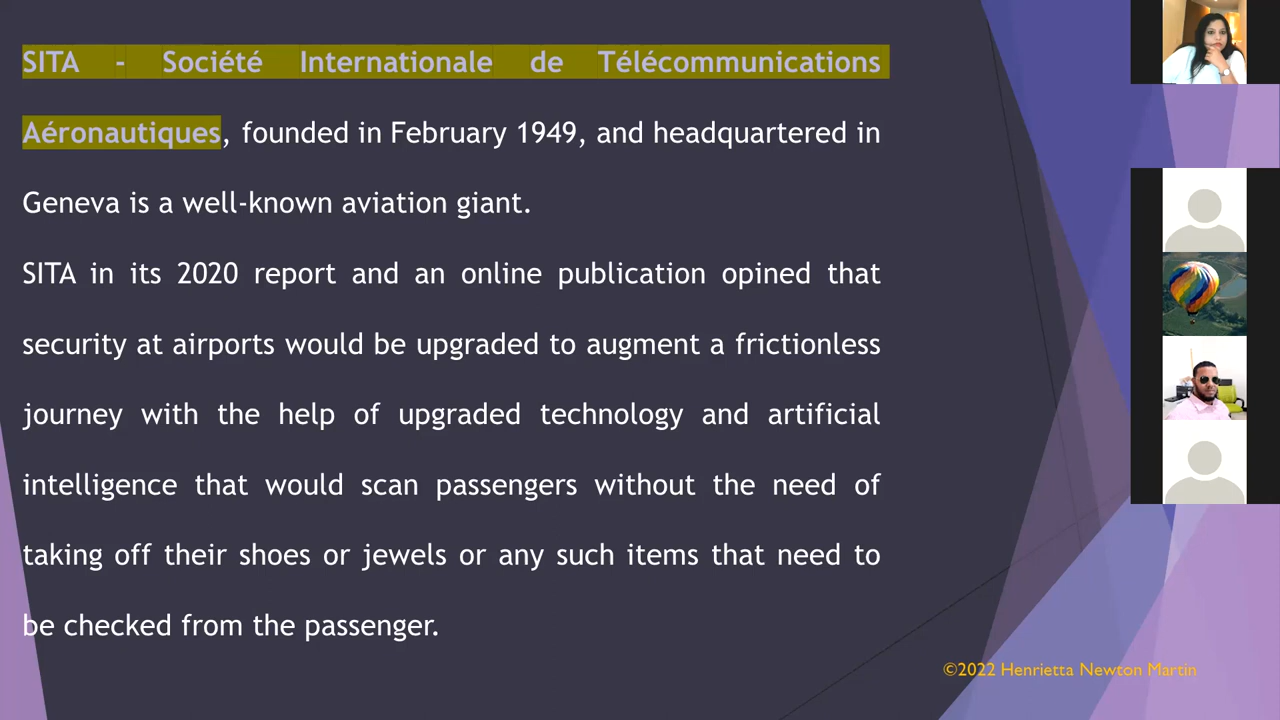 SITA - Société Internationale de Télécommunications
Aéronautiques, founded in February 1949, and headquartered in
Geneva is a well-known aviation giant.
SITA in its 2020 report and an online publication opined that
security at airports would be upgraded to augment a frictionless
journey with the help of upgraded technology and artificial
intelligence that would scan passengers without the need of
taking off their shoes or jewels or any such items that need to
be checked from the passenger.
©2022 Henrietta Newton Martin